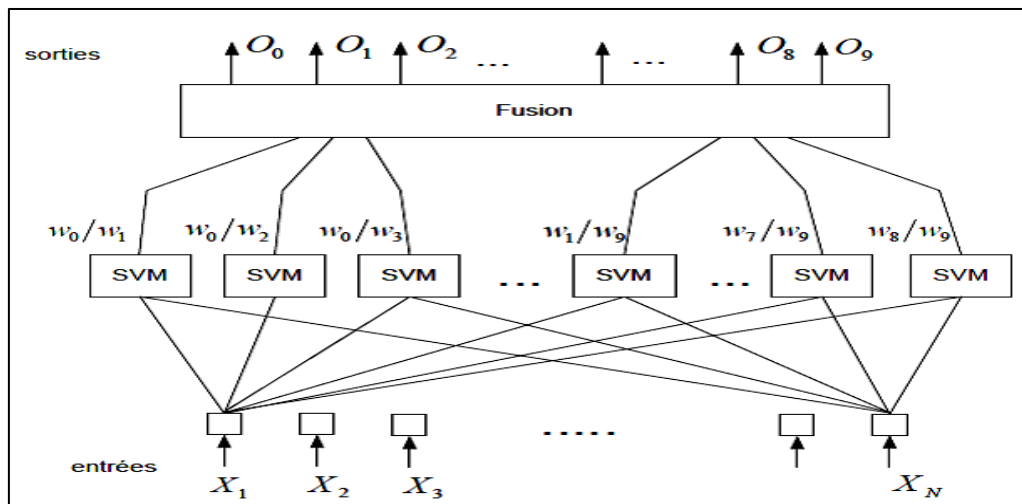 sorties O₀ O₁ O₂ ... ... O₈ O₉
Fusion
w₀/w₁ w₀/w₂ w₀/w₃ w₁/w₉ w₇/w₉ w₈/w₉
SVM SVM SVM ... SVM ... SVM SVM
.....
entrées X₁ X₂ X₃ X_N